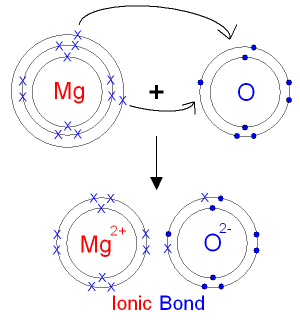 Mg + O
Mg2+ O2-
Ionic Bond